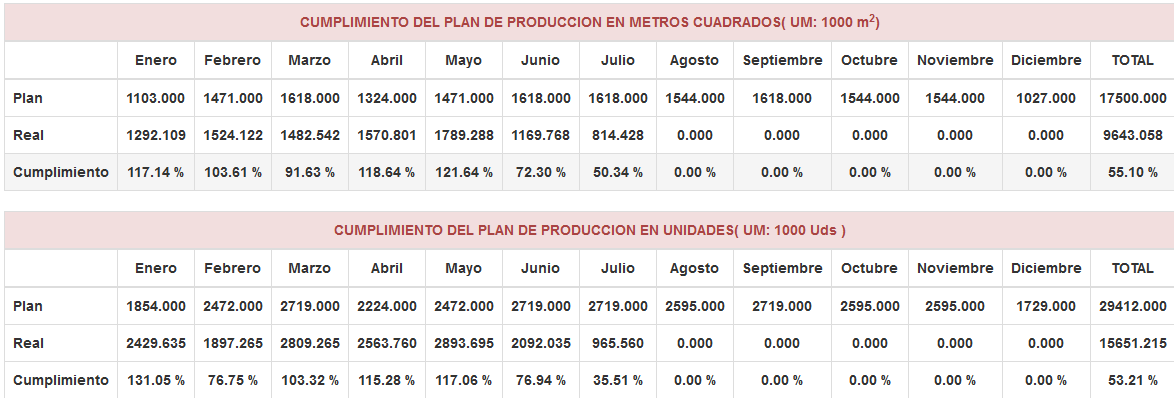 CUMPLIMIENTO DEL PLAN DE PRODUCCION EN METROS CUADRADOS( UM: 1000 m²)
Enero Febrero Marzo Abril Mayo Junio Julio Agosto Septiembre Octubre Noviembre Diciembre TOTAL
Plan 1103.000 1471.000 1618.000 1324.000 1471.000 1618.000 1618.000 1544.000 1618.000 1544.000 1544.000 1027.000 17500.000
Real 1292.109 1524.122 1482.542 1570.801 1789.288 1169.768 814.428 0.000 0.000 0.000 0.000 0.000 9643.058
Cumplimiento 117.14 % 103.61 % 91.63 % 118.64 % 121.64 % 72.30 % 50.34 % 0.00 % 0.00 % 0.00 % 0.00 % 0.00 % 55.10 %
CUMPLIMIENTO DEL PLAN DE PRODUCCION EN UNIDADES( UM: 1000 Uds )
Enero Febrero Marzo Abril Mayo Junio Julio Agosto Septiembre Octubre Noviembre Diciembre TOTAL
Plan 1854.000 2472.000 2719.000 2224.000 2472.000 2719.000 2719.000 2595.000 2719.000 2595.000 2595.000 1729.000 29412.000
Real 2429.635 1897.265 2809.265 2563.760 2893.695 2092.035 965.560 0.000 0.000 0.000 0.000 0.000 15651.215
Cumplimiento 131.05 % 76.75 % 103.32 % 115.28 % 117.06 % 76.94 % 35.51 % 0.00 % 0.00 % 0.00 % 0.00 % 0.00 % 53.21 %